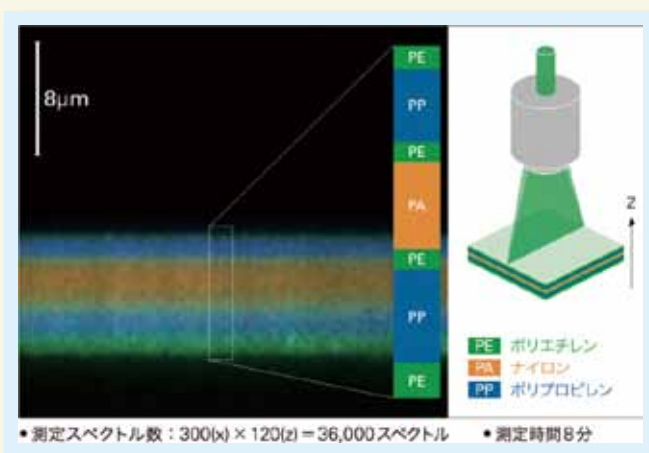 8μm
PE
PP
PE
PA
PE
PP
PE
Z
PE ポリエチレン
PA ナイロン
PP ポリプロピレン
• 測定スペクトル数：300(x)×120(z)＝36,000スペクトル • 測定時間8分